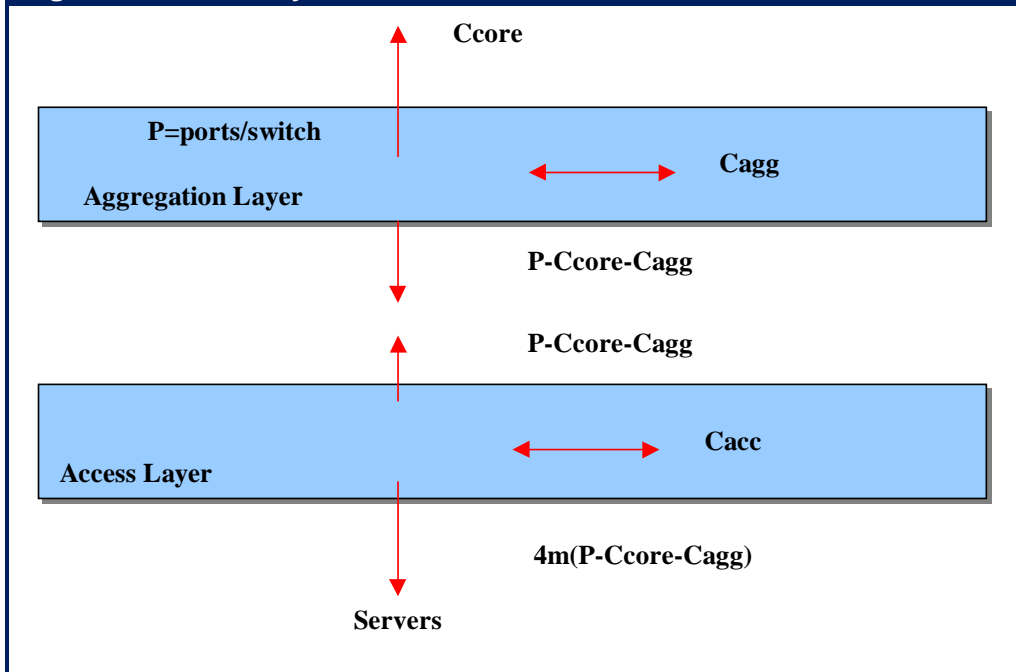 Ccore
P=ports/switch
Cagg
Aggregation Layer
P-Ccore-Cagg
P-Ccore-Cagg
Cacc
Access Layer
4m(P-Ccore-Cagg)
Servers